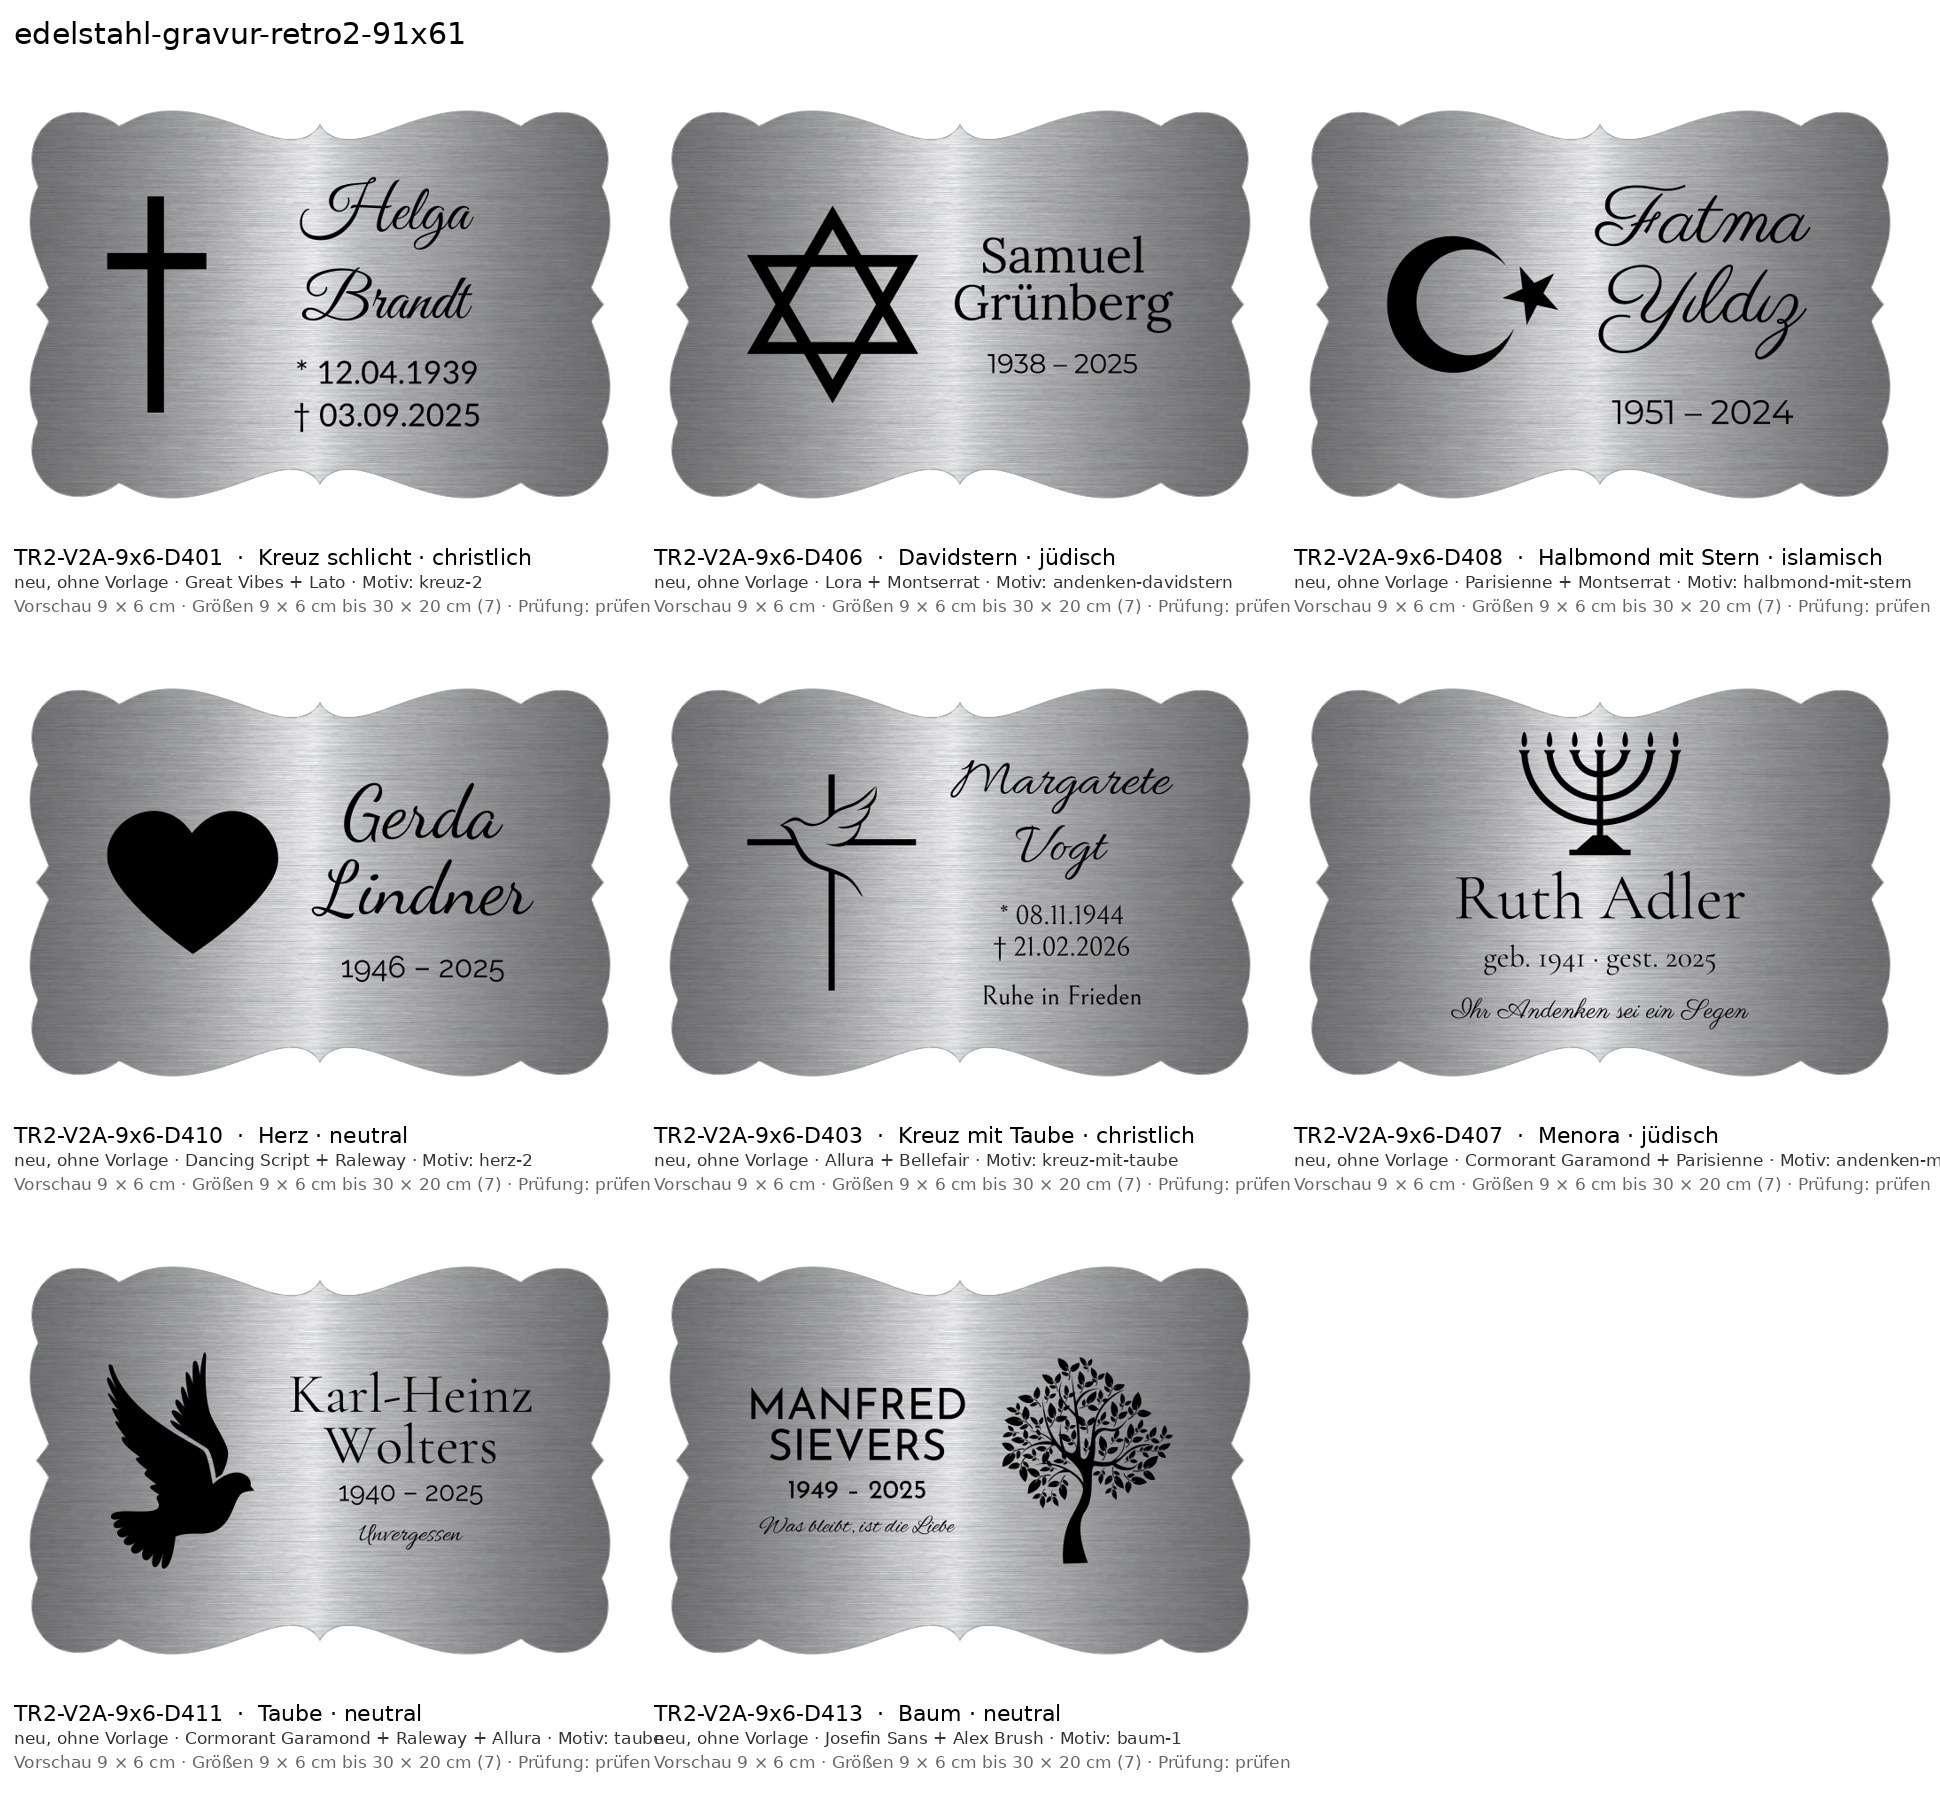 edelstahl-gravur-retro2-91x61
Helga
Brandt
* 12.04.1939
† 03.09.2025
TR2-V2A-9x6-D401 · Kreuz schlicht · christlich
neu, ohne Vorlage · Great Vibes + Lato · Motiv: kreuz-2
Vorschau 9 × 6 cm · Größen 9 × 6 cm bis 30 × 20 cm (7) · Prüfung: prüfen
Samuel
Grünberg
1938 – 2025
TR2-V2A-9x6-D406 · Davidstern · jüdisch
neu, ohne Vorlage · Lora + Montserrat · Motiv: andenken-davidstern
Vorschau 9 × 6 cm · Größen 9 × 6 cm bis 30 × 20 cm (7) · Prüfung: prüfen
Fatma
Yıldız
1951 – 2024
TR2-V2A-9x6-D408 · Halbmond mit Stern · islamisch
neu, ohne Vorlage · Parisienne + Montserrat · Motiv: halbmond-mit-stern
Vorschau 9 × 6 cm · Größen 9 × 6 cm bis 30 × 20 cm (7) · Prüfung: prüfen
Gerda
Lindner
1946 – 2025
TR2-V2A-9x6-D410 · Herz · neutral
neu, ohne Vorlage · Dancing Script + Raleway · Motiv: herz-2
Vorschau 9 × 6 cm · Größen 9 × 6 cm bis 30 × 20 cm (7) · Prüfung: prüfen
Margarete
Vogt
* 08.11.1944
† 21.02.2026
Ruhe in Frieden
TR2-V2A-9x6-D403 · Kreuz mit Taube · christlich
neu, ohne Vorlage · Allura + Bellefair · Motiv: kreuz-mit-taube
Vorschau 9 × 6 cm · Größen 9 × 6 cm bis 30 × 20 cm (7) · Prüfung: prüfen
Ruth Adler
geb. 1941 · gest. 2025
Ihr Andenken sei ein Segen
TR2-V2A-9x6-D407 · Menora · jüdisch
neu, ohne Vorlage · Cormorant Garamond + Parisienne · Motiv: andenken-m
Vorschau 9 × 6 cm · Größen 9 × 6 cm bis 30 × 20 cm (7) · Prüfung: prüfen
Karl-Heinz
Wolters
1940 – 2025
Unvergessen
TR2-V2A-9x6-D411 · Taube · neutral
neu, ohne Vorlage · Cormorant Garamond + Raleway + Allura · Motiv: taube
Vorschau 9 × 6 cm · Größen 9 × 6 cm bis 30 × 20 cm (7) · Prüfung: prüfen
MANFRED
SIEVERS
1949 – 2025
Was bleibt, ist die Liebe
TR2-V2A-9x6-D413 · Baum · neutral
neu, ohne Vorlage · Josefin Sans + Alex Brush · Motiv: baum-1
Vorschau 9 × 6 cm · Größen 9 × 6 cm bis 30 × 20 cm (7) · Prüfung: prüfen